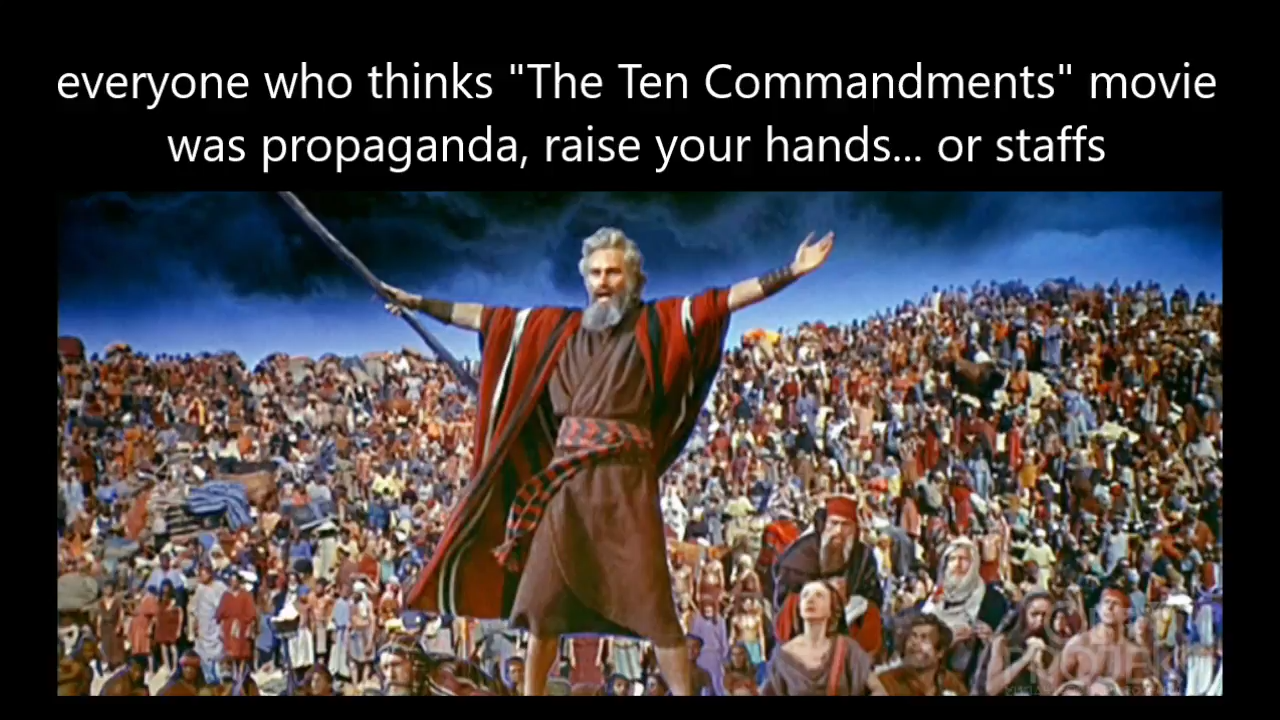 everyone who thinks "The Ten Commandments" movie
was propaganda, raise your hands... or staffs